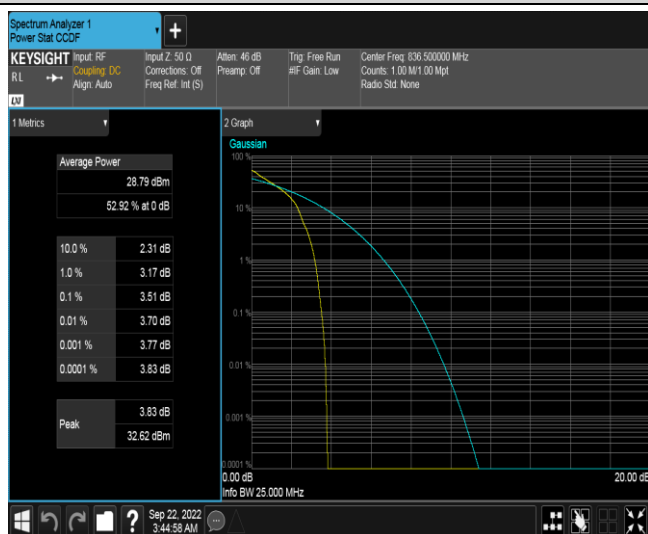 Spectrum Analyzer 1
Power Stat CCDF
+
KEYSIGHT
RL
LXI
Input: RF
Coupling: DC
Align: Auto
Input Z: 50 Ω
Corrections: Off
Freq Ref: Int (S)
Atten: 46 dB
Preamp: Off
Trig: Free Run
#IF Gain: Low
Center Freq: 836.500000 MHz
Counts: 1.00 M/1.00 Mpt
Radio Std: None
1 Metrics
Average Power
28.79 dBm
52.92 % at 0 dB
10.0 % 2.31 dB
1.0 % 3.17 dB
0.1 % 3.51 dB
0.01 % 3.70 dB
0.001 % 3.77 dB
0.0001 % 3.83 dB
Peak
3.83 dB
32.62 dBm
2 Graph
Gaussian
100 %
10 %
1 %
0.1 %
0.01 %
0.001 %
0.0001 %
0.00 dB
20.00 dB
Info BW 25.000 MHz
?
Sep 22, 2022
3:44:58 AM